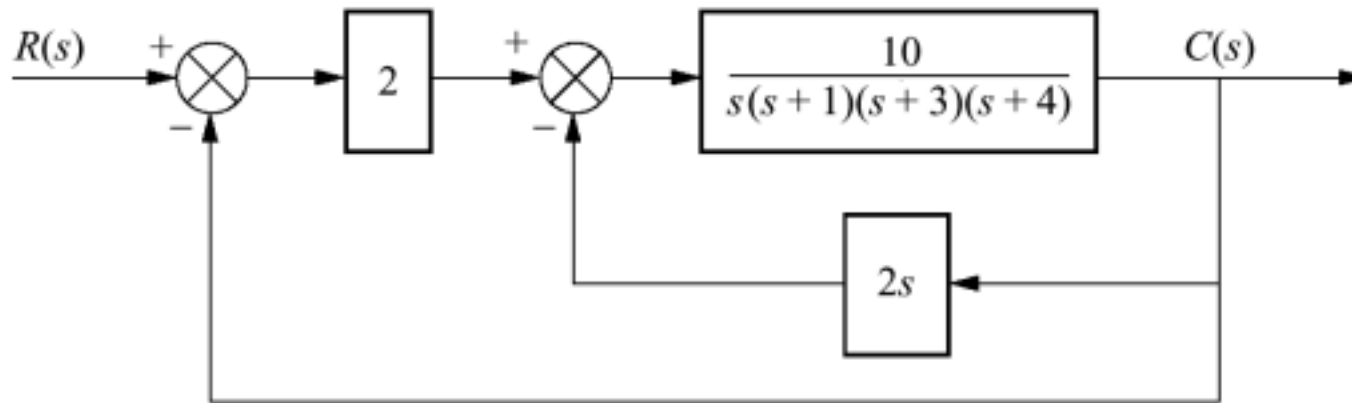 R(s)
+
−
2
+
−
10
s(s + 1)(s + 3)(s + 4)
C(s)
2s